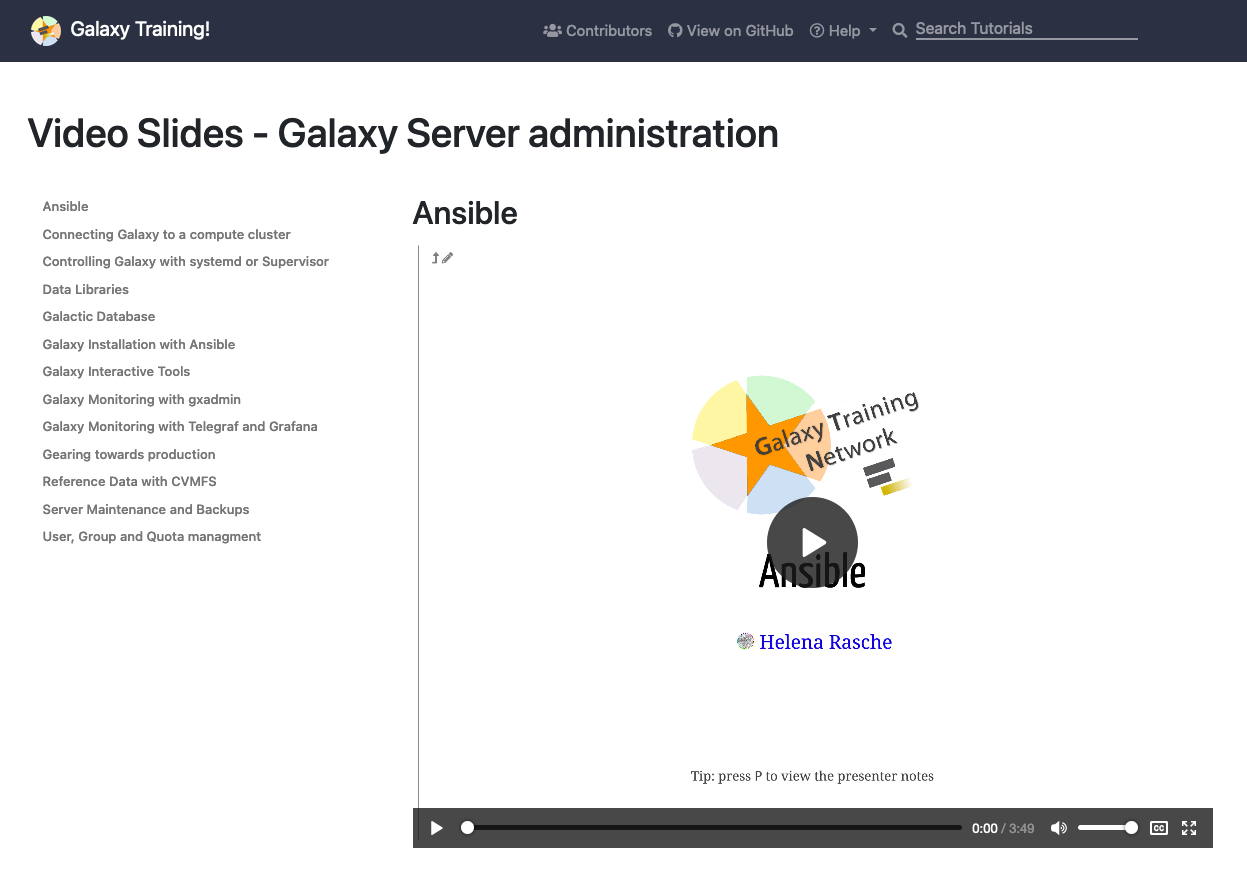 Galaxy Training!
Contributors
View on GitHub
Help
Search Tutorials
Video Slides - Galaxy Server administration
Ansible
Connecting Galaxy to a compute cluster
Controlling Galaxy with systemd or Supervisor
Data Libraries
Galactic Database
Galaxy Installation with Ansible
Galaxy Interactive Tools
Galaxy Monitoring with gxadmin
Galaxy Monitoring with Telegraf and Grafana
Gearing towards production
Reference Data with CVMFS
Server Maintenance and Backups
User, Group and Quota managment
Ansible
Galaxy Training
Network
Ansible
Helena Rasche
Tip: press P to view the presenter notes
0:00 / 3:49
CC